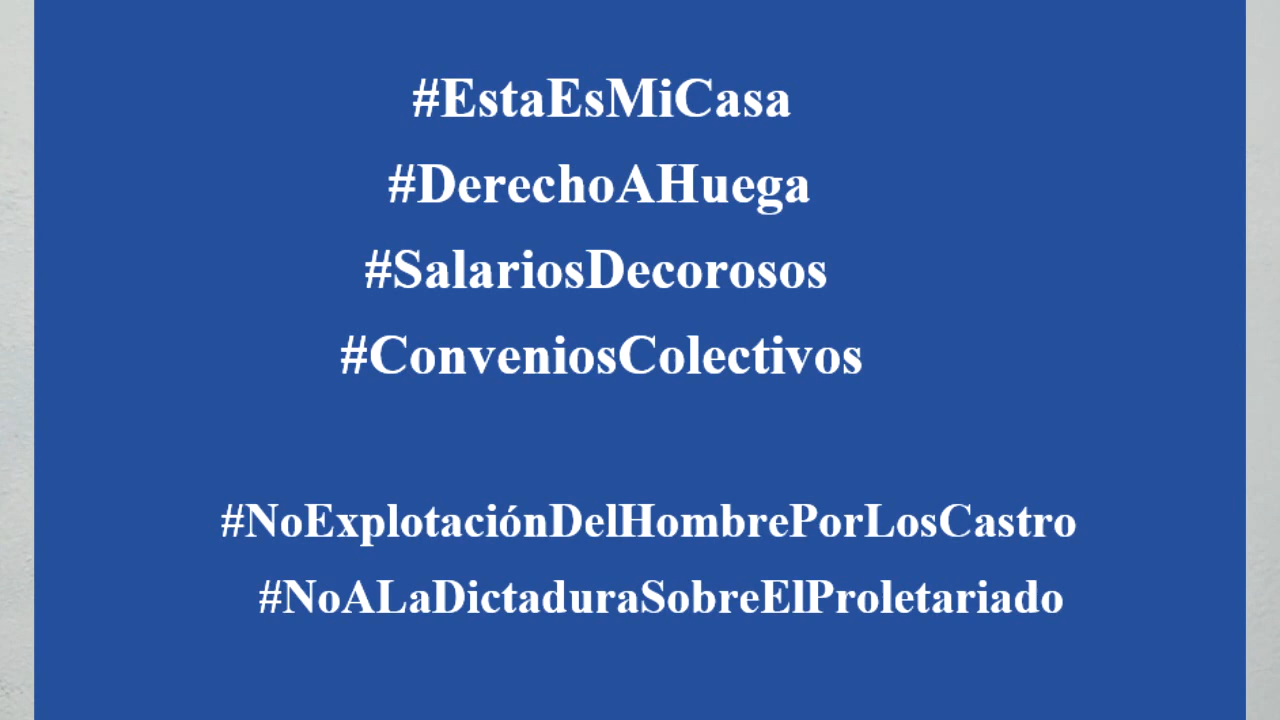 #EstaEsMiCasa
#DerechoAHuega
#SalariosDecorosos
#ConveniosColectivos
#NoExplotaciónDelHombrePorLosCastro
#NoALaDictaduraSobreElProletariado